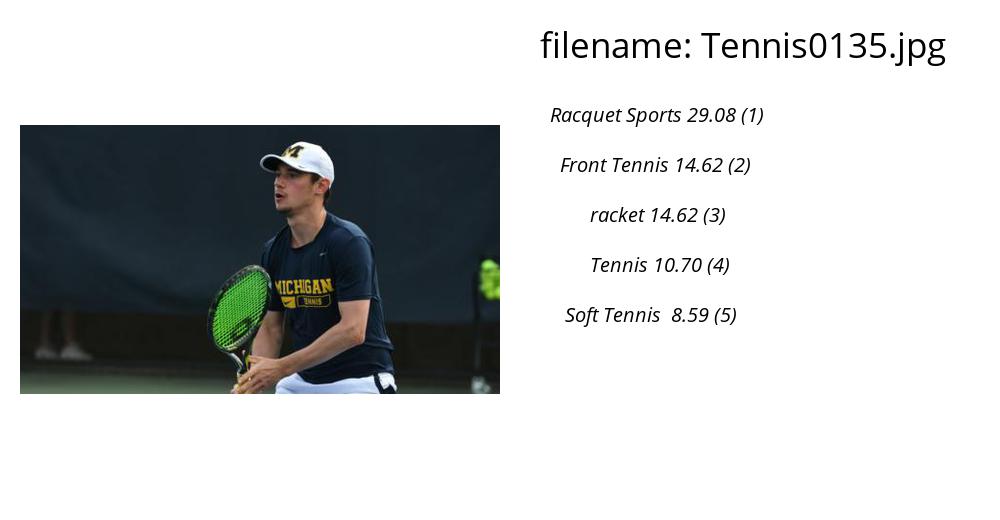 filename: Tennis0135.jpg
Racquet Sports 29.08 (1)
Front Tennis 14.62 (2)
racket 14.62 (3)
Tennis 10.70 (4)
Soft Tennis 8.59 (5)
M
MICHIGAN
TENNIS